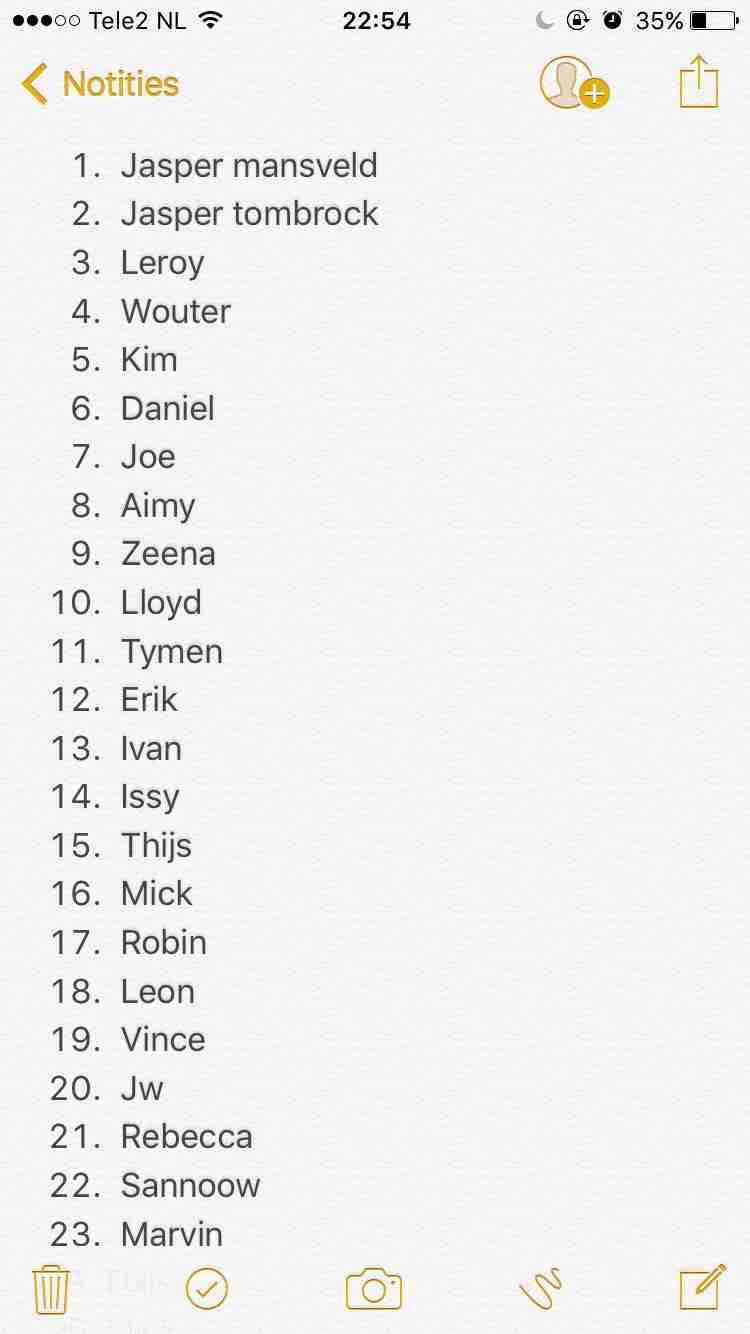 Tele2 NL 22:54 35%
Notities
1. Jasper mansveld
2. Jasper tombrock
3. Leroy
4. Wouter
5. Kim
6. Daniel
7. Joe
8. Aimy
9. Zeena
10. Lloyd
11. Tymen
12. Erik
13. Ivan
14. Issy
15. Thijs
16. Mick
17. Robin
18. Leon
19. Vince
20. Jw
21. Rebecca
22. Sannoow
23. Marvin